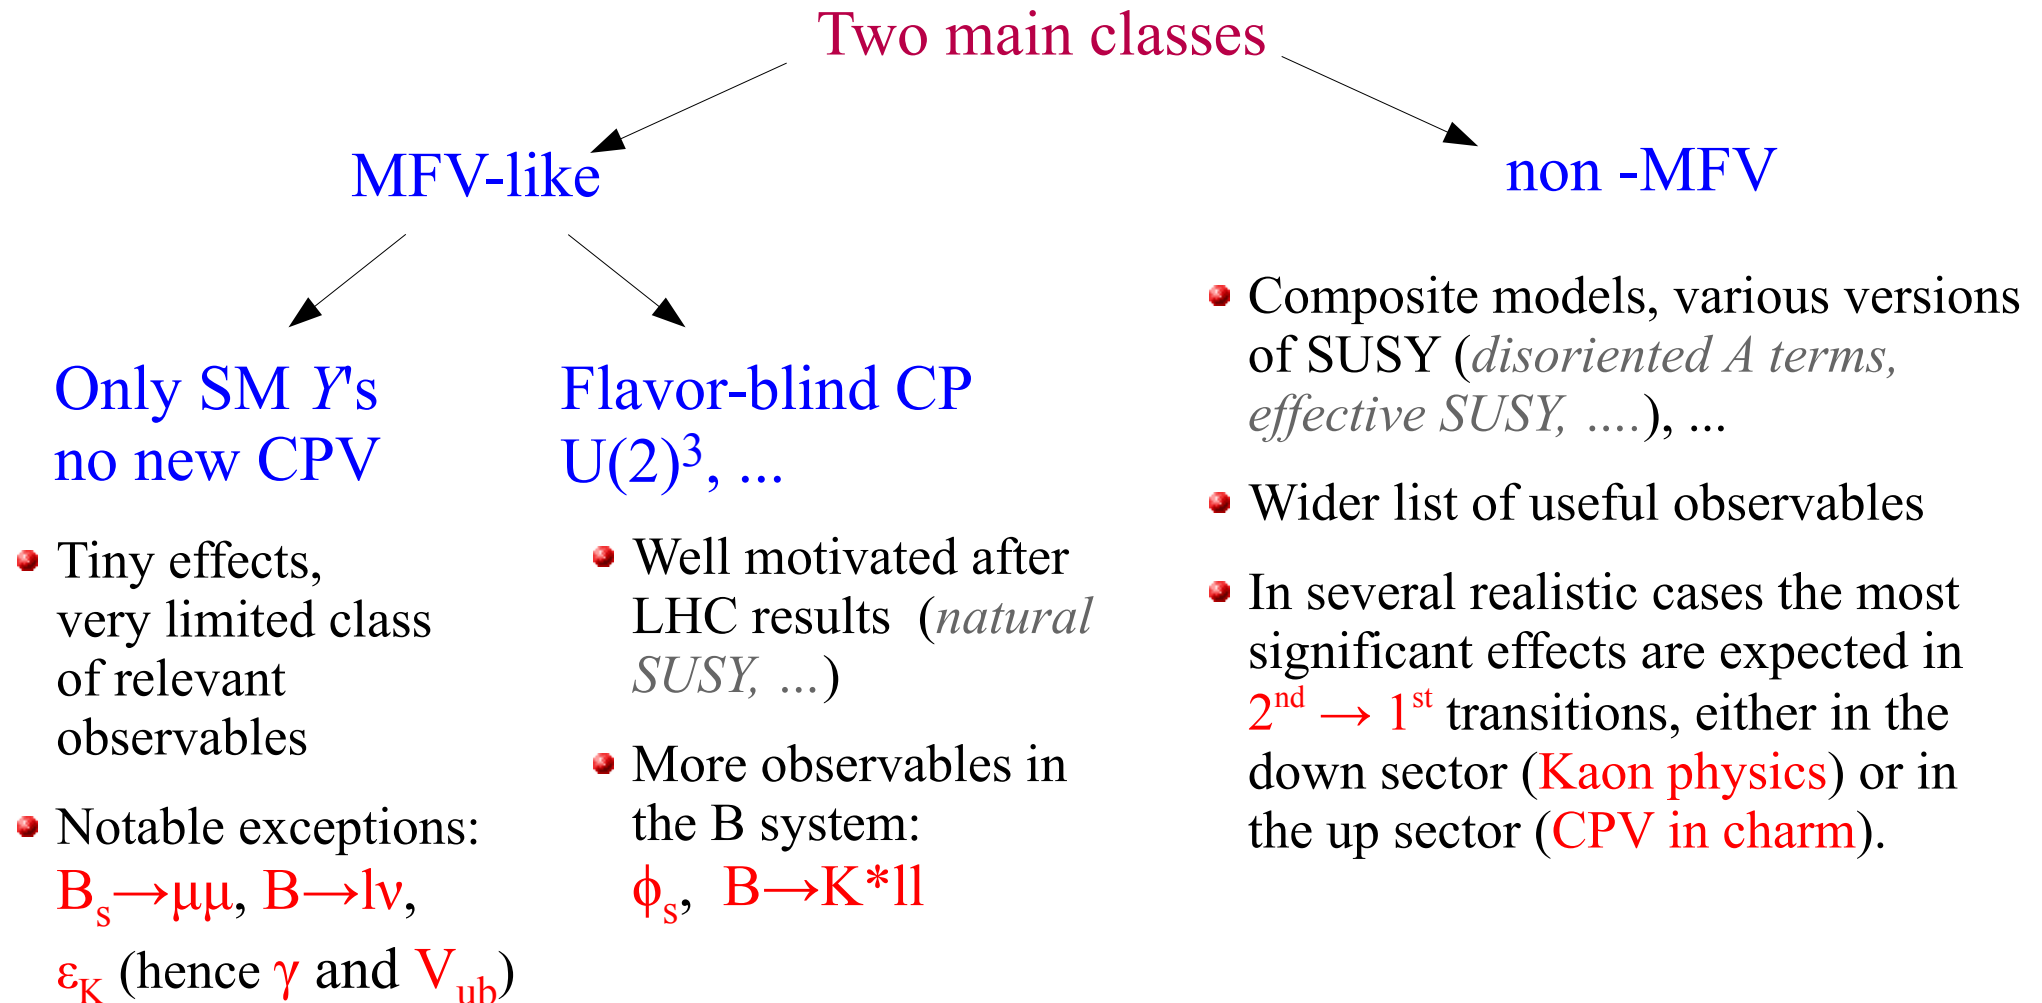 Two main classes
MFV-like
non -MFV
Only SM Y's
no new CPV
Tiny effects,
very limited class
of relevant
observables
Notable exceptions:
B_s→μμ, B→lν,
ε_K (hence γ and V_ub)
Flavor-blind CP
U(2)³, ...
Well motivated after
LHC results (natural
SUSY, ...)
More observables in
the B system:
ϕ_s, B→K*ll
Composite models, various versions
of SUSY (disoriented A terms,
effective SUSY, ....), ...
Wider list of useful observables
In several realistic cases the most
significant effects are expected in
2nd → 1st transitions, either in the
down sector (Kaon physics) or in
the up sector (CPV in charm).